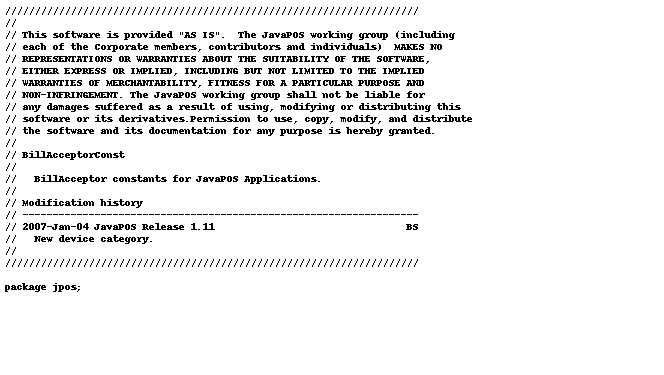 /////////////////////////////////////////////////////////////////////
//
// This software is provided "AS IS".  The JavaPOS working group (including
// each of the Corporate members, contributors and individuals)  MAKES NO
// REPRESENTATIONS OR WARRANTIES ABOUT THE SUITABILITY OF THE SOFTWARE,
// EITHER EXPRESS OR IMPLIED, INCLUDING BUT NOT LIMITED TO THE IMPLIED
// WARRANTIES OF MERCHANTABILITY, FITNESS FOR A PARTICULAR PURPOSE AND
// NON-INFRINGEMENT. The JavaPOS working group shall not be liable for
// any damages suffered as a result of using, modifying or distributing this
// software or its derivatives.Permission to use, copy, modify, and distribute
// the software and its documentation for any purpose is hereby granted.
//
// BillAcceptorConst
//
//   BillAcceptor constants for JavaPOS Applications.
//
// Modification history
// ------------------------------------------------------------------
// 2007-Jan-04 JavaPOS Release 1.11                                BS
//   New device category.
//
/////////////////////////////////////////////////////////////////////

package jpos;